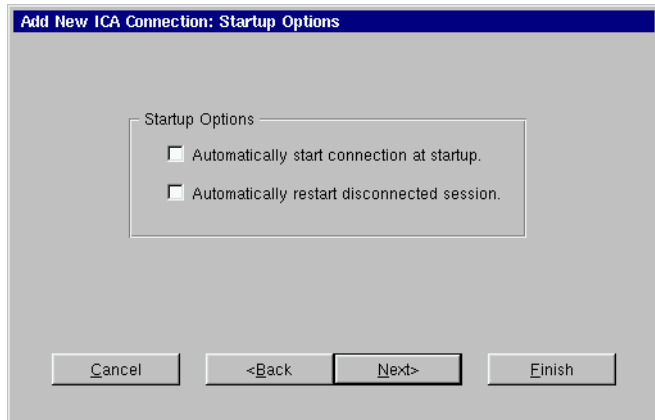 Add New ICA Connection: Startup Options
Startup Options
Automatically start connection at startup.
Automatically restart disconnected session.
Cancel
<Back
Next>
Finish